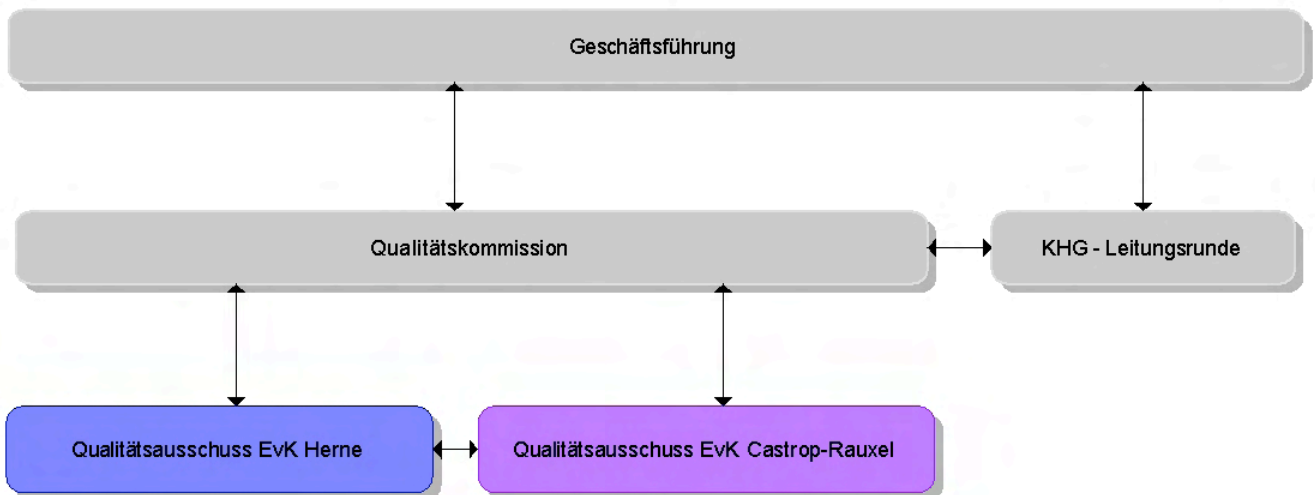 Geschäftsführung
Qualitätskommission
KHG - Leitungsrunde
Qualitätsausschuss EvK Herne
Qualitätsausschuss EvK Castrop-Rauxel